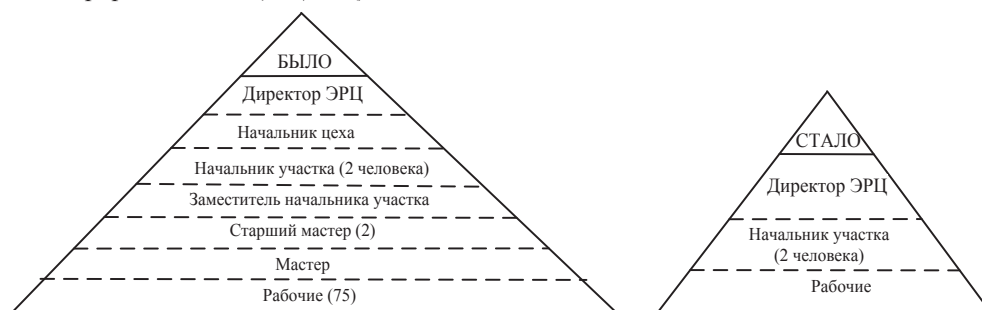 БЫЛО
Директор ЭРЦ
Начальник цеха
Начальник участка (2 человека)
Заместитель начальника участка
Старший мастер (2)
Мастер
Рабочие (75)
СТАЛО
Директор ЭРЦ
Начальник участка
(2 человека)
Рабочие